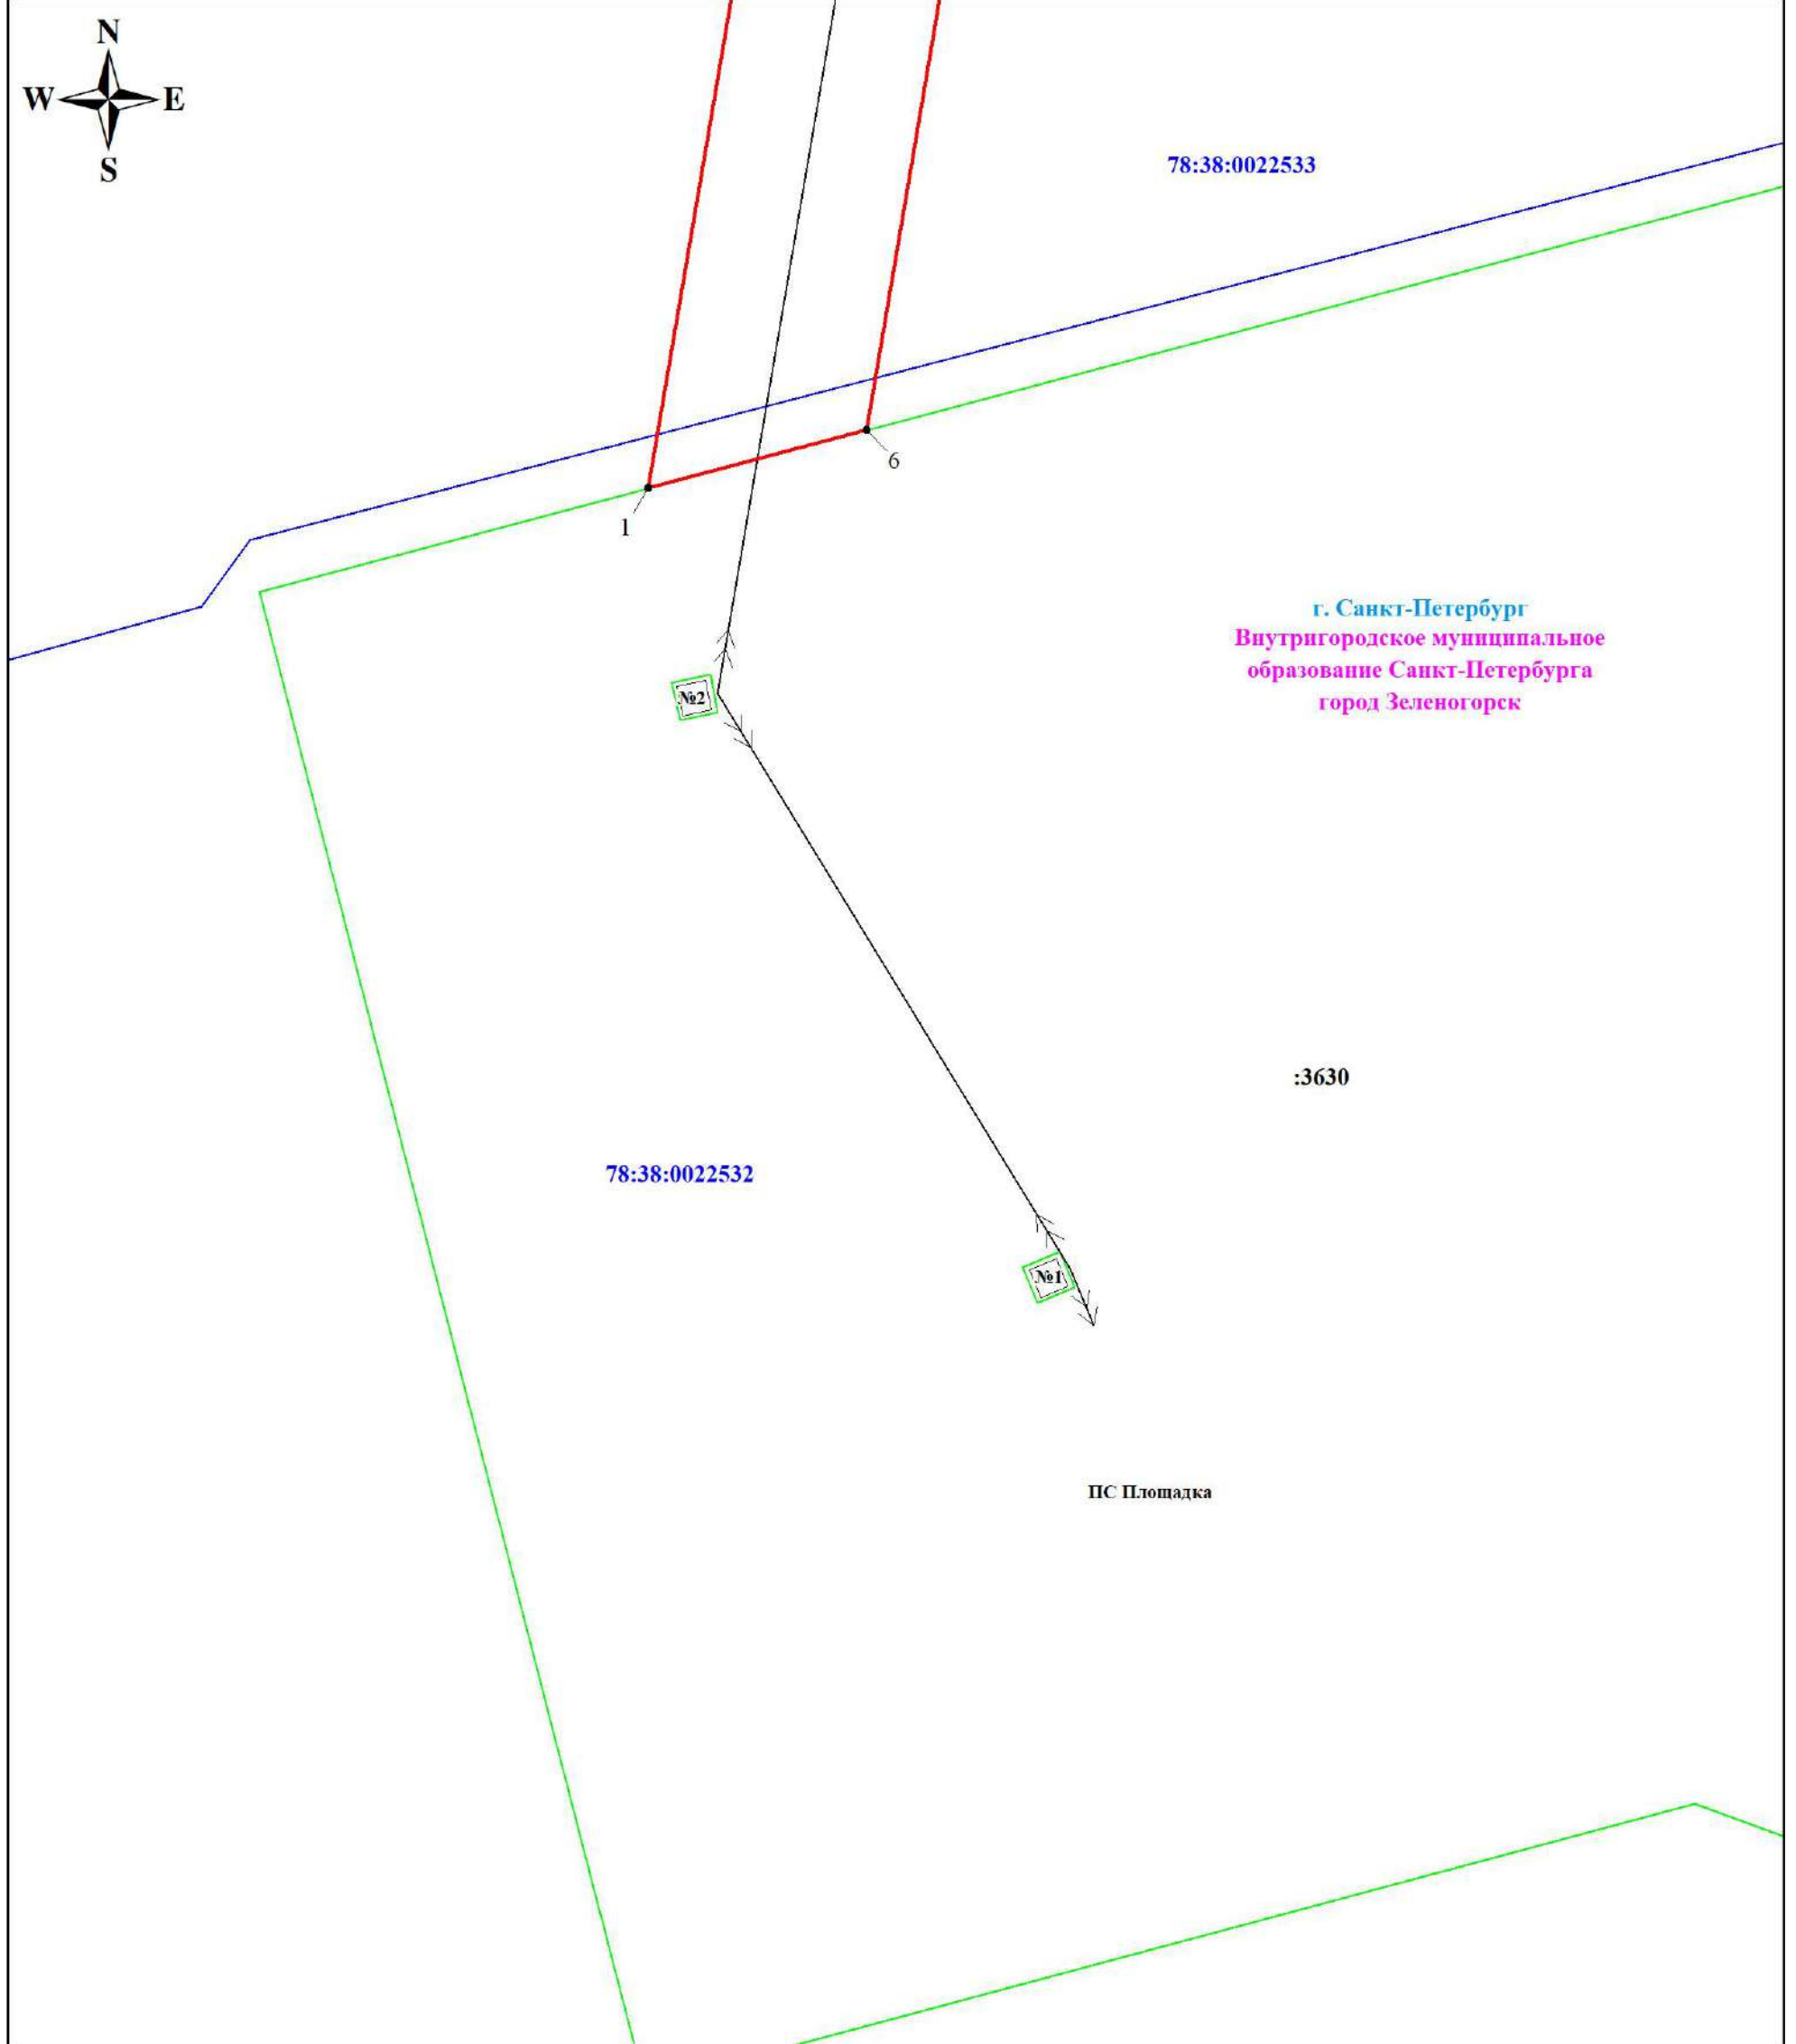 N
W E
S
78:38:0022533
6
1
г. Санкт-Петербург
Внутригородское муниципальное
образование Санкт-Петербурга
город Зеленогорск
№2
:3630
78:38:0022532
№1
ПС Площадка